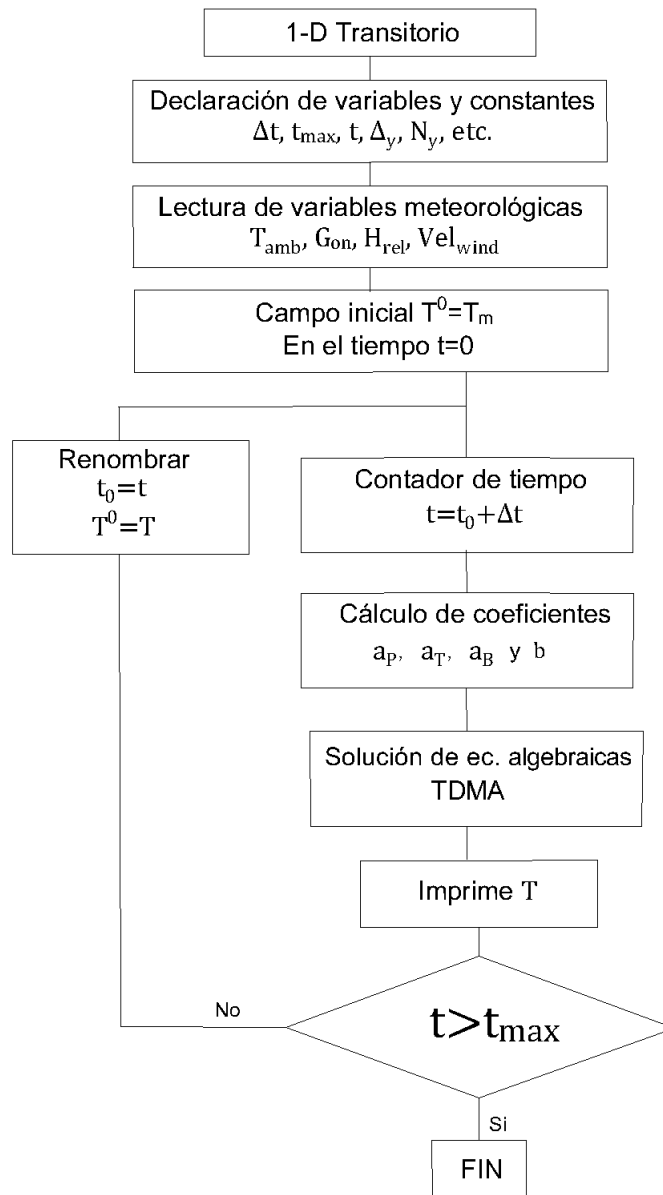 1-D Transitorio
Declaración de variables y constantes
Δt, tmax, t, Δy, Ny, etc.
Lectura de variables meteorológicas
Tamb, Gon, Hrel, Velwind
Campo inicial T⁰=Tm
En el tiempo t=0
Renombrar
t₀=t
T⁰=T
Contador de tiempo
t=t₀+Δt
Cálculo de coeficientes
aP, aT, aB y b
Solución de ec. algebraicas
TDMA
Imprime T
No
t>tmax
Si
FIN